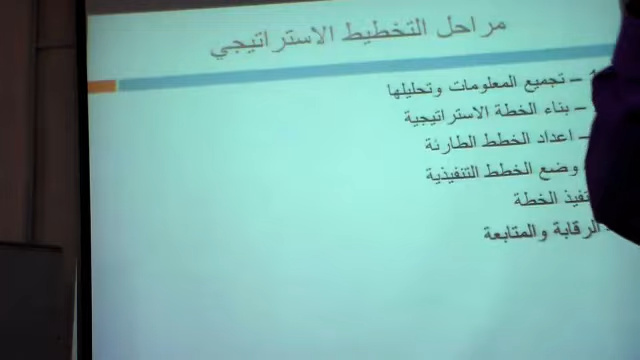 مراحل التخطيط الاستراتيجي
– تجميع المعلومات وتحليلها
– بناء الخطة الاستراتيجية
– اعداد الخطط الطارئة
وضع الخطط التنفيذية
الخطة
الرقابة والمتابعة